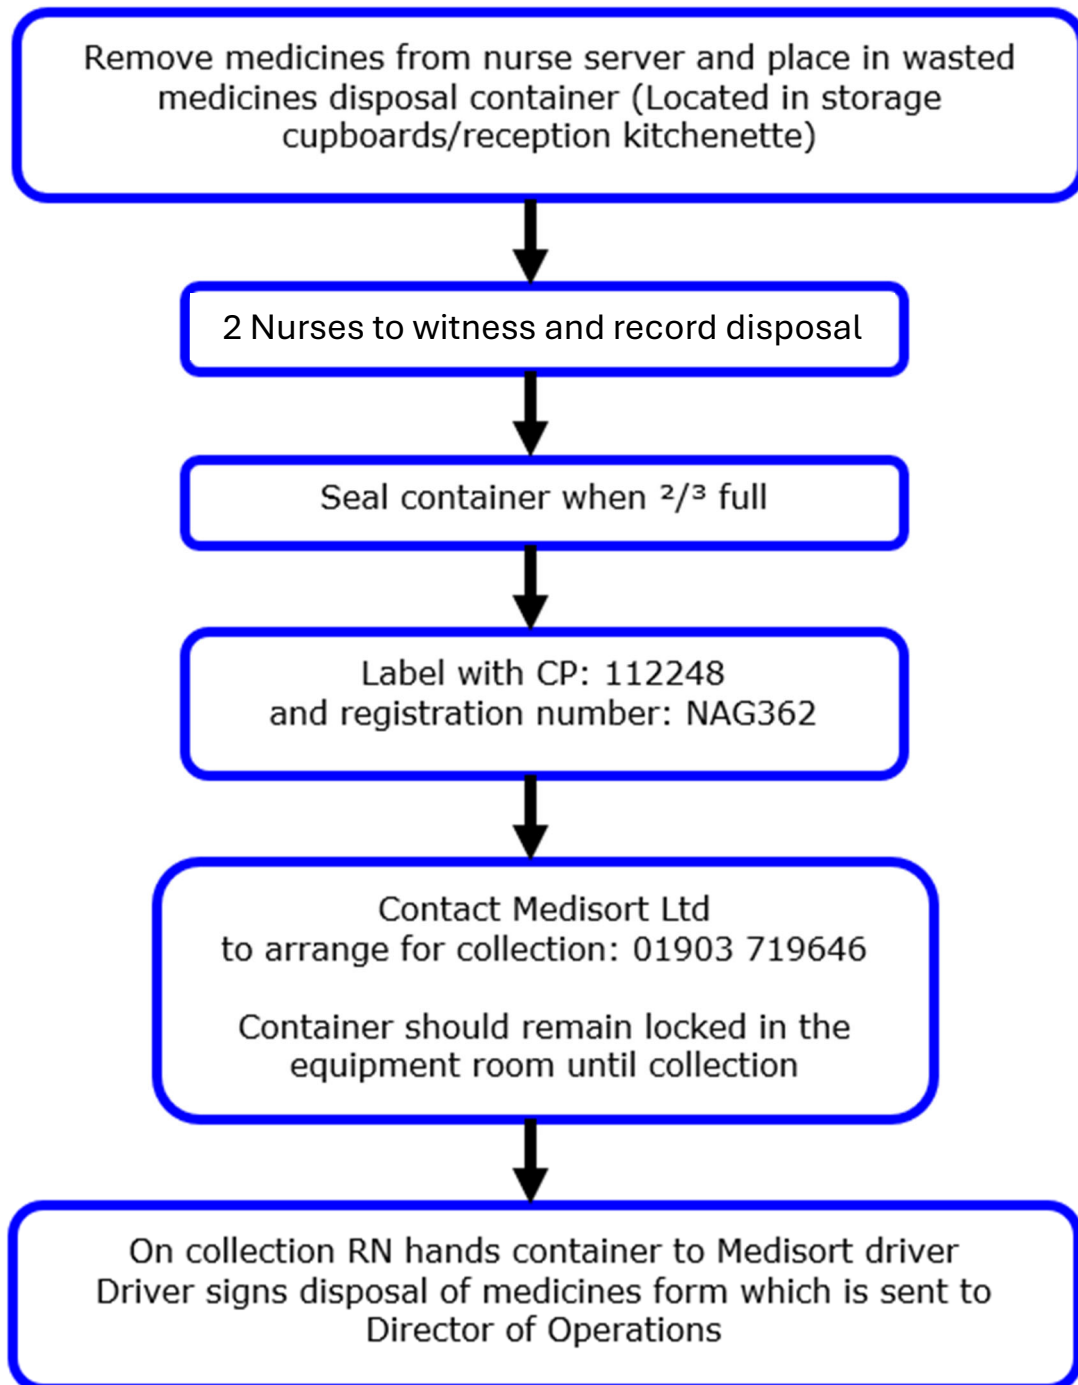 Remove medicines from nurse server and place in wasted
medicines disposal container (Located in storage
cupboards/reception kitchenette)
2 Nurses to witness and record disposal
Seal container when ²/³ full
Label with CP: 112248
and registration number: NAG362
Contact Medisort Ltd
to arrange for collection: 01903 719646
Container should remain locked in the
equipment room until collection
On collection RN hands container to Medisort driver
Driver signs disposal of medicines form which is sent to
Director of Operations